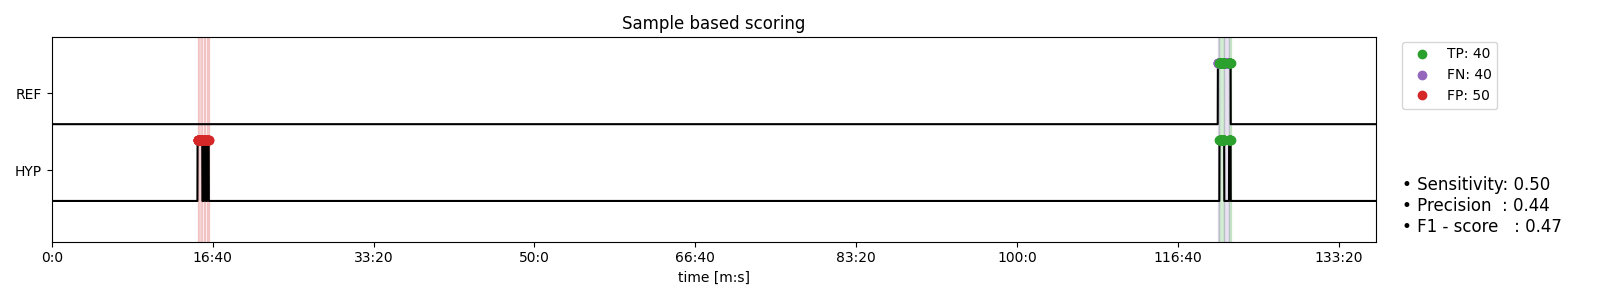 Sample based scoring
TP: 40
FN: 40
FP: 50
REF
HYP
• Sensitivity: 0.50
• Precision  : 0.44
• F1 - score   : 0.47
0:0 16:40 33:20 50:0 66:40 83:20 100:0 116:40 133:20
time [m:s]